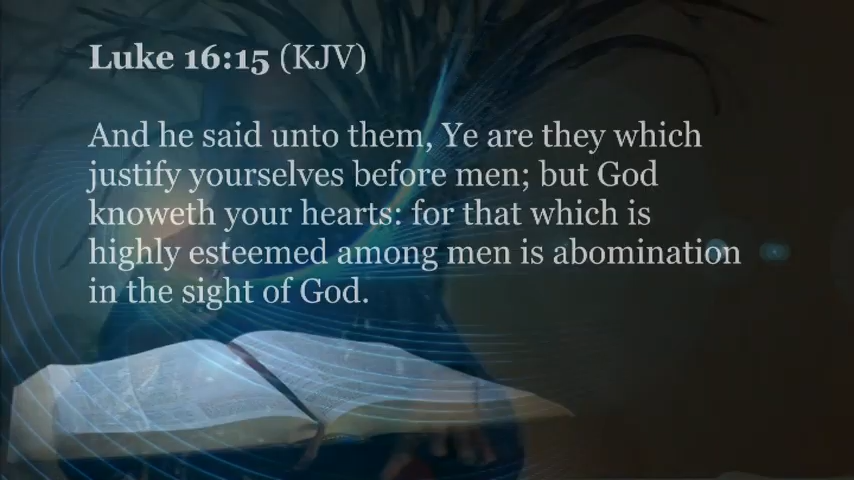 Luke 16:15 (KJV)
And he said unto them, Ye are they which
justify yourselves before men; but God
knoweth your hearts: for that which is
highly esteemed among men is abomination
in the sight of God.